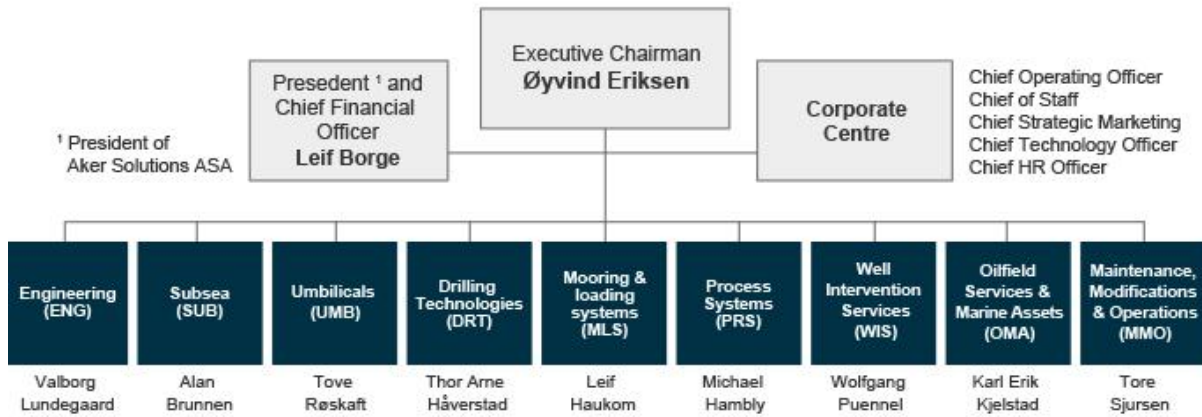 Executive Chairman
Øyvind Eriksen
Presedent ¹ and
Chief Financial
Officer
Leif Borge
¹ President of
Aker Solutions ASA
Corporate
Centre
Chief Operating Officer
Chief of Staff
Chief Strategic Marketing
Chief Technology Officer
Chief HR Officer
Engineering
(ENG)
Subsea
(SUB)
Umbilicals
(UMB)
Drilling
Technologies
(DRT)
Mooring &
loading
systems
(MLS)
Process
Systems
(PRS)
Well
Intervention
Services
(WIS)
Oilfield
Services &
Marine Assets
(OMA)
Maintenance,
Modifications
& Operations
(MMO)
Valborg
Lundegaard
Alan
Brunnen
Tove
Røskaft
Thor Arne
Håverstad
Leif
Haukom
Michael
Hambly
Wolfgang
Puennel
Karl Erik
Kjelstad
Tore
Sjursen